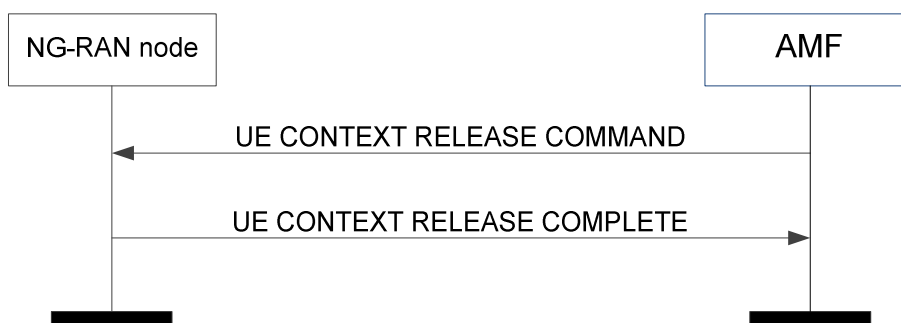 NG-RAN node
AMF
UE CONTEXT RELEASE COMMAND
UE CONTEXT RELEASE COMPLETE